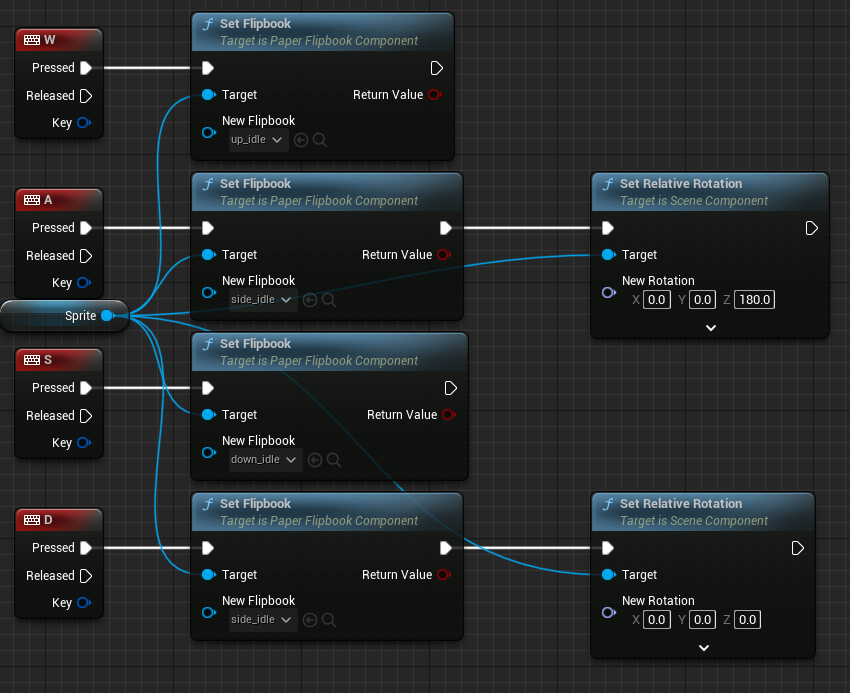 W
Pressed
Released
Key
Set Flipbook
Target is Paper Flipbook Component
Target
Return Value
New Flipbook
up_idle
A
Pressed
Released
Key
Set Flipbook
Target is Paper Flipbook Component
Target
Return Value
New Flipbook
side_idle
Set Relative Rotation
Target is Scene Component
Target
New Rotation
X 0.0 Y 0.0 Z 180.0
Sprite
S
Pressed
Released
Key
Set Flipbook
Target is Paper Flipbook Component
Target
Return Value
New Flipbook
down_idle
D
Pressed
Released
Key
Set Flipbook
Target is Paper Flipbook Component
Target
Return Value
New Flipbook
side_idle
Set Relative Rotation
Target is Scene Component
Target
New Rotation
X 0.0 Y 0.0 Z 0.0